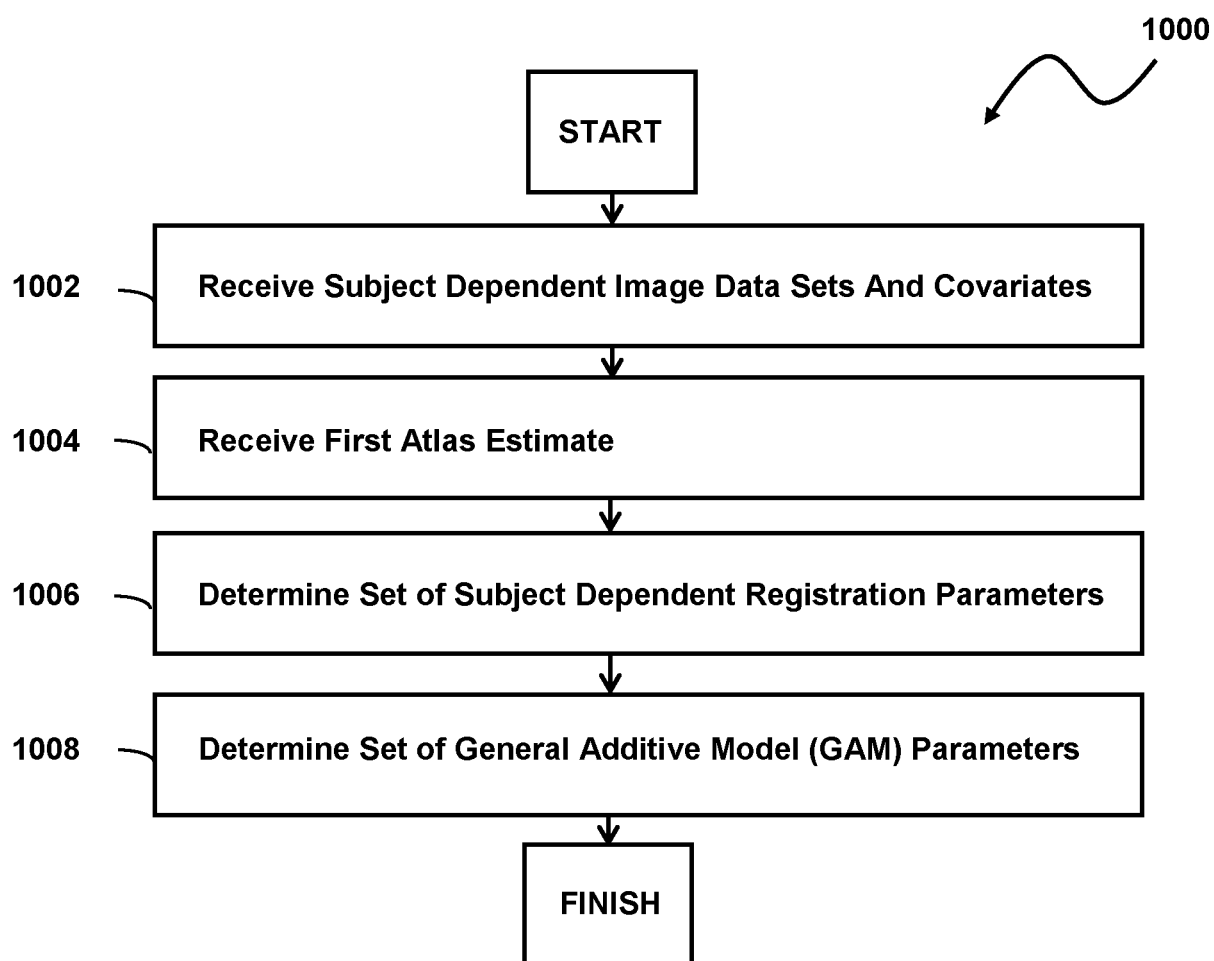 1000
START
1002 Receive Subject Dependent Image Data Sets And Covariates
1004 Receive First Atlas Estimate
1006 Determine Set of Subject Dependent Registration Parameters
1008 Determine Set of General Additive Model (GAM) Parameters
FINISH